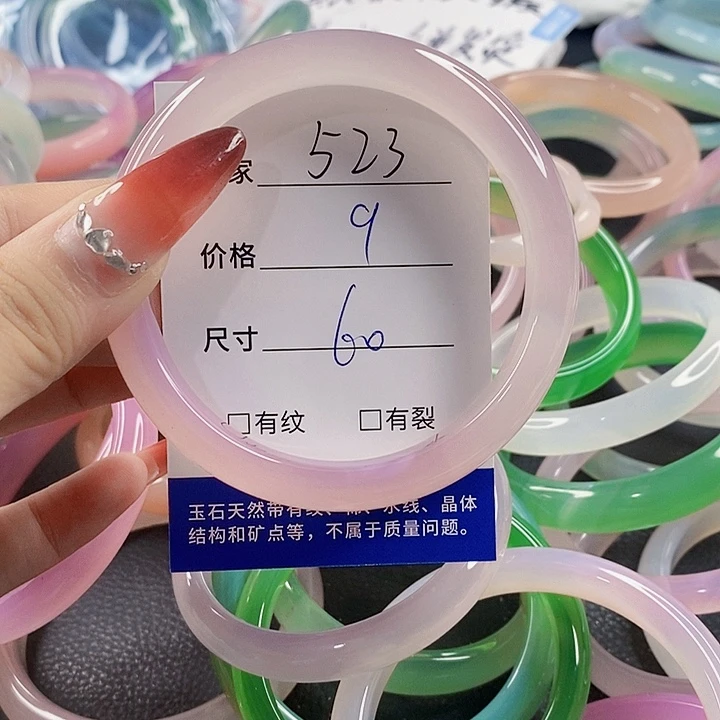 家 523
价格 9
尺寸 60
□有纹 □有裂
玉石天然带有纹、棉、水线、晶体
结构和矿点等，不属于质量问题。